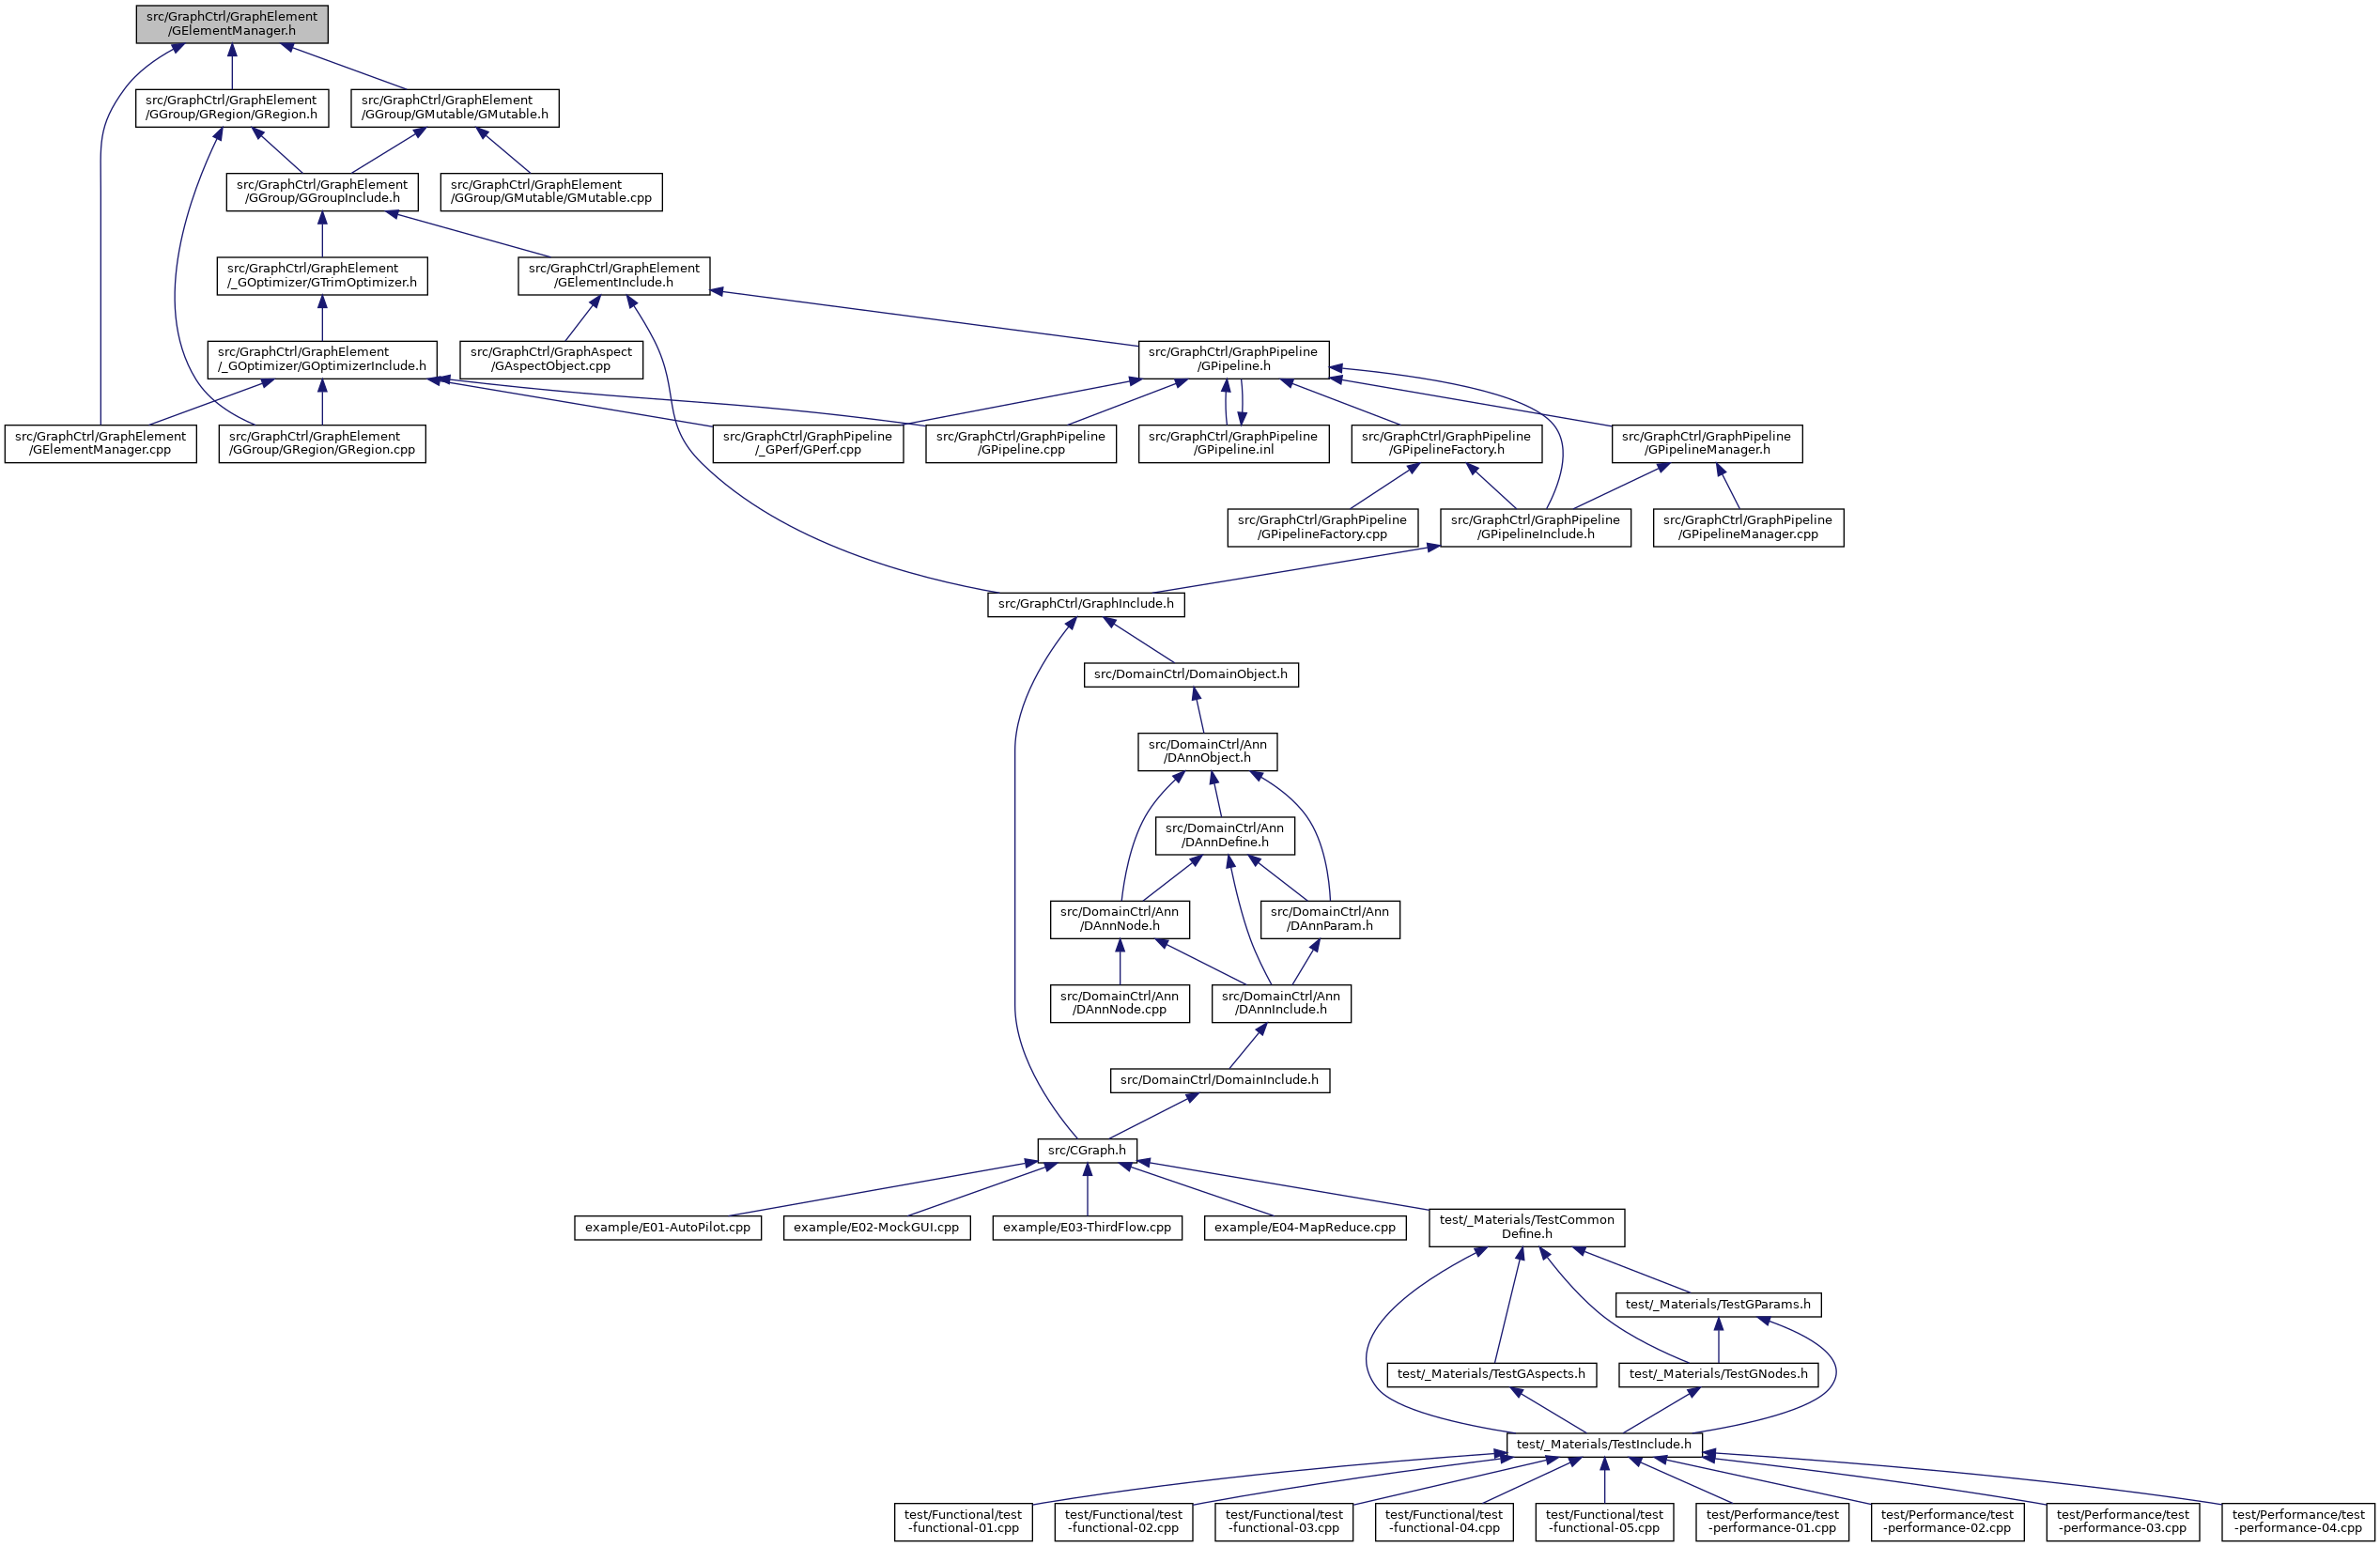 src/GraphCtrl/GraphElement
/GElementManager.h
src/GraphCtrl/GraphElement
/GGroup/GRegion/GRegion.h
src/GraphCtrl/GraphElement
/GGroup/GMutable/GMutable.h
src/GraphCtrl/GraphElement
/GGroup/GGroupInclude.h
src/GraphCtrl/GraphElement
/GGroup/GMutable/GMutable.cpp
src/GraphCtrl/GraphElement
/_GOptimizer/GTrimOptimizer.h
src/GraphCtrl/GraphElement
/GElementInclude.h
src/GraphCtrl/GraphElement
/_GOptimizer/GOptimizerInclude.h
src/GraphCtrl/GraphAspect
/GAspectObject.cpp
src/GraphCtrl/GraphPipeline
/GPipeline.h
src/GraphCtrl/GraphElement
/GElementManager.cpp
src/GraphCtrl/GraphElement
/GGroup/GRegion/GRegion.cpp
src/GraphCtrl/GraphPipeline
/_GPerf/GPerf.cpp
src/GraphCtrl/GraphPipeline
/GPipeline.cpp
src/GraphCtrl/GraphPipeline
/GPipeline.inl
src/GraphCtrl/GraphPipeline
/GPipelineFactory.h
src/GraphCtrl/GraphPipeline
/GPipelineManager.h
src/GraphCtrl/GraphPipeline
/GPipelineFactory.cpp
src/GraphCtrl/GraphPipeline
/GPipelineInclude.h
src/GraphCtrl/GraphPipeline
/GPipelineManager.cpp
src/GraphCtrl/GraphInclude.h
src/DomainCtrl/DomainObject.h
src/DomainCtrl/Ann
/DAnnObject.h
src/DomainCtrl/Ann
/DAnnDefine.h
src/DomainCtrl/Ann
/DAnnNode.h
src/DomainCtrl/Ann
/DAnnParam.h
src/DomainCtrl/Ann
/DAnnNode.cpp
src/DomainCtrl/Ann
/DAnnInclude.h
src/DomainCtrl/DomainInclude.h
src/CGraph.h
example/E01-AutoPilot.cpp
example/E02-MockGUI.cpp
example/E03-ThirdFlow.cpp
example/E04-MapReduce.cpp
test/_Materials/TestCommon
Define.h
test/_Materials/TestGParams.h
test/_Materials/TestGAspects.h
test/_Materials/TestGNodes.h
test/_Materials/TestInclude.h
test/Functional/test
-functional-01.cpp
test/Functional/test
-functional-02.cpp
test/Functional/test
-functional-03.cpp
test/Functional/test
-functional-04.cpp
test/Functional/test
-functional-05.cpp
test/Performance/test
-performance-01.cpp
test/Performance/test
-performance-02.cpp
test/Performance/test
-performance-03.cpp
test/Performance/test
-performance-04.cpp